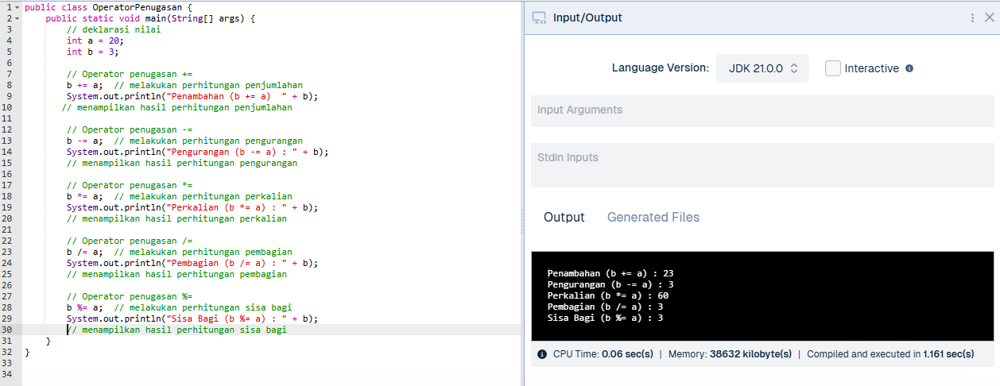 1 public class OperatorPenugasan {
2     public static void main(String[] args) {
3         // deklarasi nilai
4         int a = 20;
5         int b = 3;
6
7         // Operator penugasan +=
8         b += a;  // melakukan perhitungan penjumlahan
9         System.out.println("Penambahan (b += a)  " + b);
10        // menampilkan hasil perhitungan penjumlahan
11
12        // Operator penugasan -=
13        b -= a;  // melakukan perhitungan pengurangan
14        System.out.println("Pengurangan (b -= a) : " + b);
15        // menampilkan hasil perhitungan pengurangan
16
17        // Operator penugasan *=
18        b *= a;  // melakukan perhitungan perkalian
19        System.out.println("Perkalian (b *= a) : " + b);
20        // menampilkan hasil perhitungan perkalian
21
22        // Operator penugasan /=
23        b /= a;  // melakukan perhitungan pembagian
24        System.out.println("Pembagian (b /= a) : " + b);
25        // menampilkan hasil perhitungan pembagian
26
27        // Operator penugasan %=
28        b %= a;  // melakukan perhitungan sisa bagi
29        System.out.println("Sisa Bagi (b %= a) : " + b);
30        // menampilkan hasil perhitungan sisa bagi
31    }
32 }
33
34
Input/Output
Language Version: JDK 21.0.0 Interactive
Input Arguments
Stdin Inputs
Output Generated Files
Penambahan (b += a) : 23
Pengurangan (b -= a) : 3
Perkalian (b *= a) : 60
Pembagian (b /= a) : 3
Sisa Bagi (b %= a) : 3
CPU Time: 0.06 sec(s) | Memory: 38632 kilobyte(s) | Compiled and executed in 1.161 sec(s)